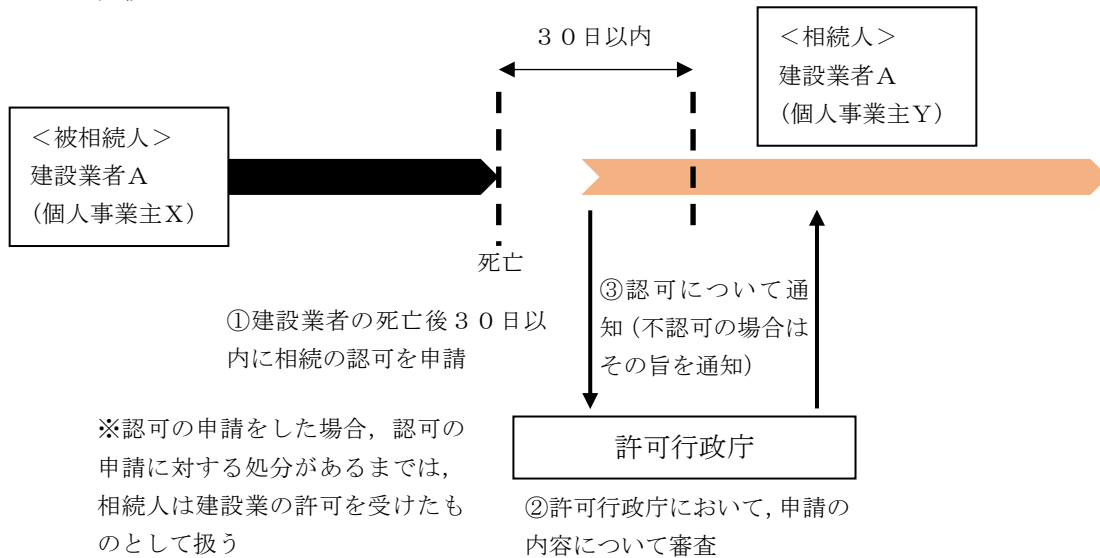 ３０日以内
＜相続人＞
建設業者Ａ
（個人事業主Ｙ）
＜被相続人＞
建設業者Ａ
（個人事業主Ｘ）
死亡
①建設業者の死亡後３０日以
内に相続の認可を申請
③認可について通
知（不認可の場合は
その旨を通知）
※認可の申請をした場合，認可の
申請に対する処分があるまでは，
相続人は建設業の許可を受けたも
のとして扱う
許可行政庁
②許可行政庁において，申請の
内容について審査